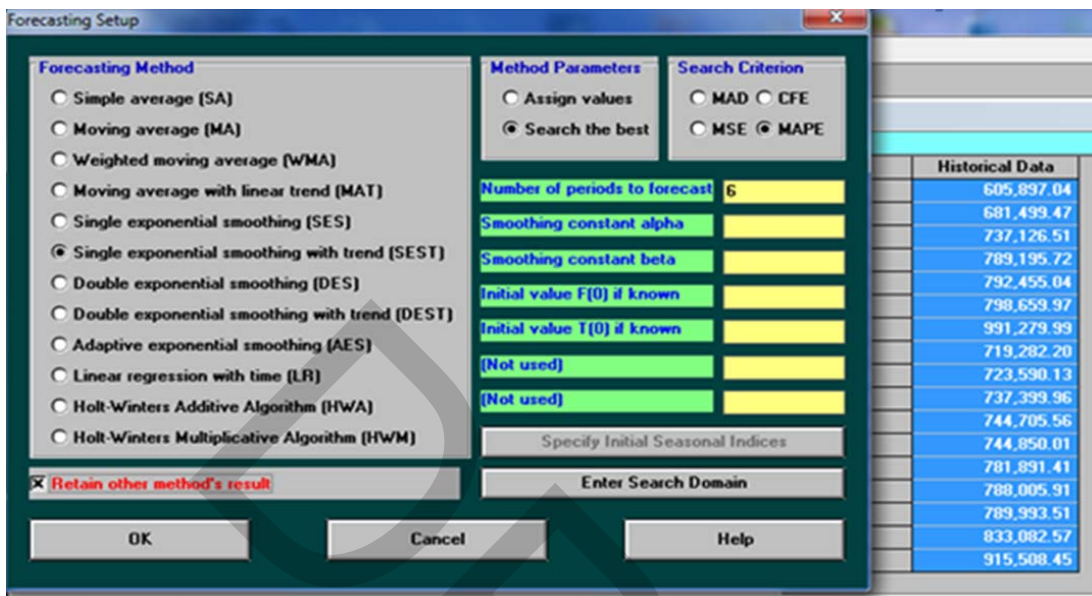 Forecasting Setup
Forecasting Method
Simple average (SA)
Moving average (MA)
Weighted moving average (WMA)
Moving average with linear trend (MAT)
Single exponential smoothing (SES)
Single exponential smoothing with trend (SEST)
Double exponential smoothing (DES)
Double exponential smoothing with trend (DEST)
Adaptive exponential smoothing (AES)
Linear regression with time (LR)
Holt-Winters Additive Algorithm (HWA)
Holt-Winters Multiplicative Algorithm (HWM)
Retain other method's result
OK
Cancel
Help
Method Parameters
Assign values
Search the best
Search Criterion
MAD CFE
MSE MAPE
Number of periods to forecast 6
Smoothing constant alpha
Smoothing constant beta
Initial value F(0) if known
Initial value T(0) if known
(Not used)
(Not used)
Specify Initial Seasonal Indices
Enter Search Domain
Historical Data
605,897.04
681,499.47
737,126.51
789,195.72
792,455.04
798,659.97
991,279.99
719,282.20
723,590.13
737,399.96
744,705.56
744,850.01
781,891.41
788,005.91
789,993.51
833,082.57
915,508.45